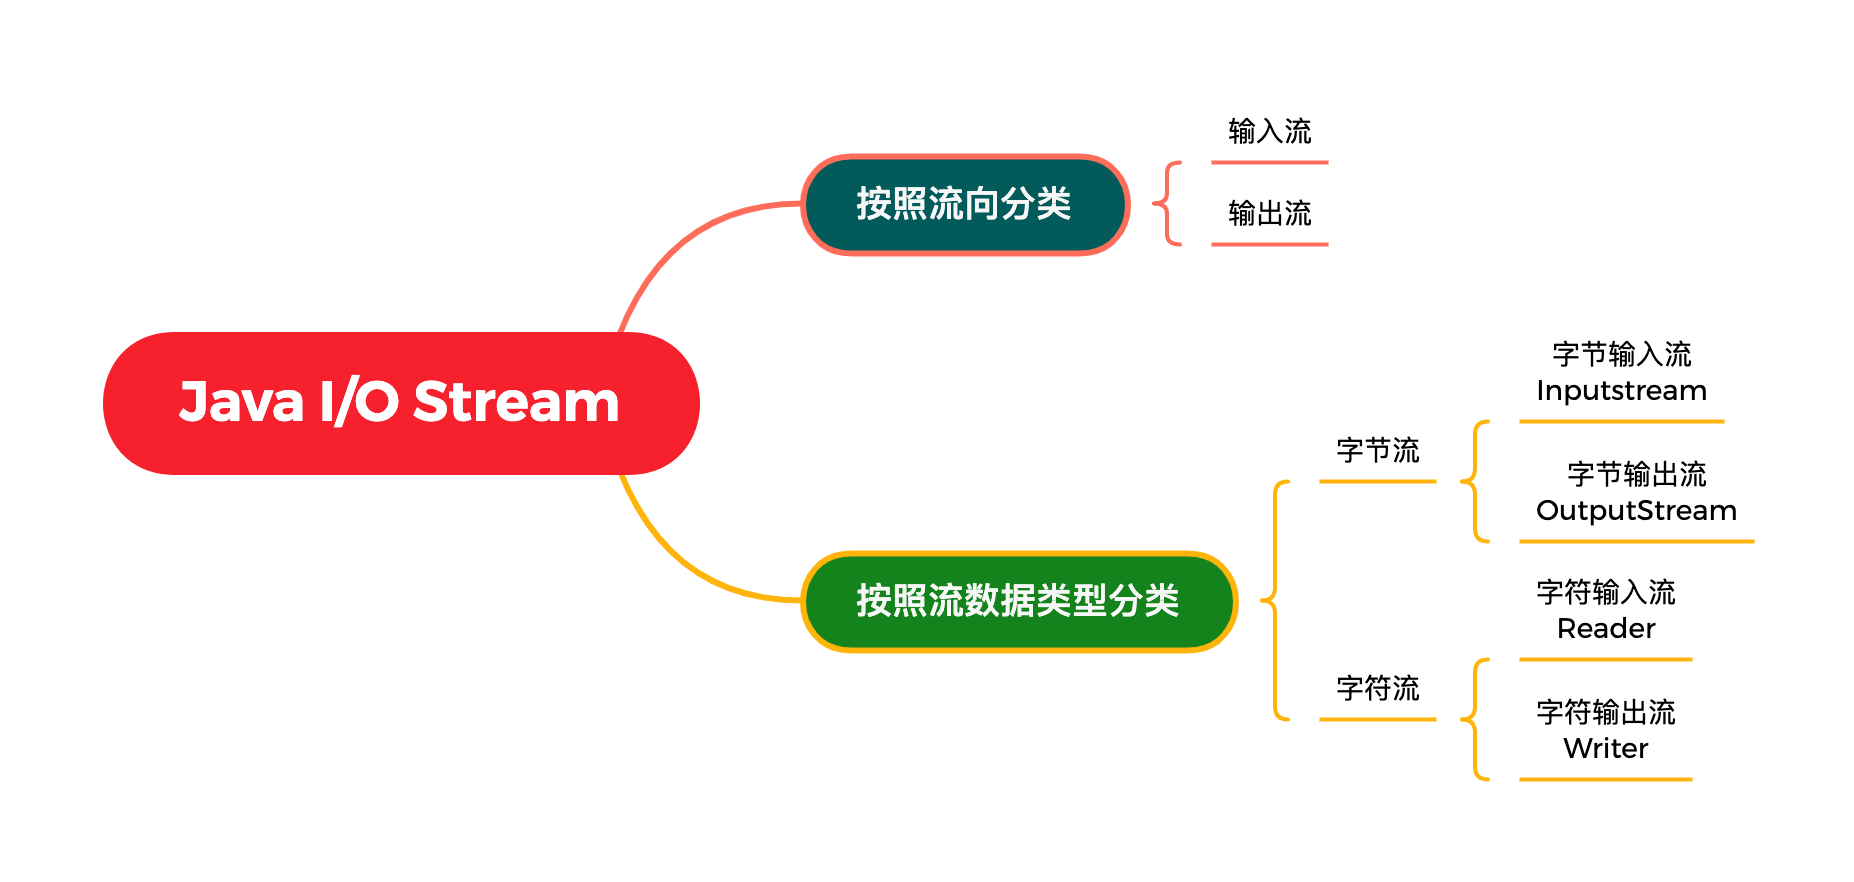 Java I/O Stream
按照流向分类
输入流
输出流
按照流数据类型分类
字节流
字节输入流
Inputstream
字节输出流
OutputStream
字符流
字符输入流
Reader
字符输出流
Writer